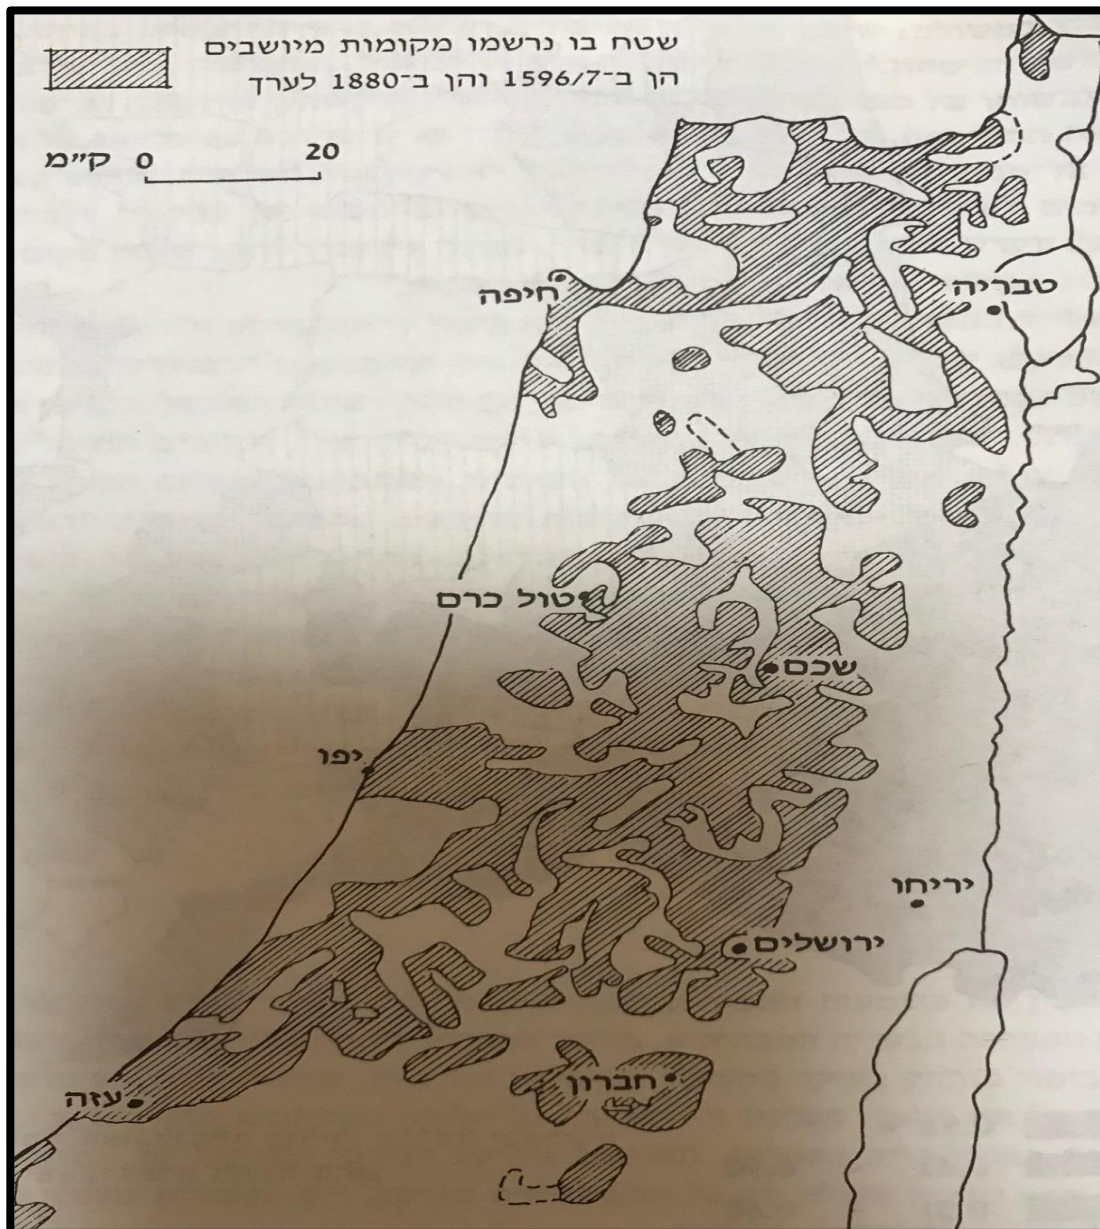 שטח בו נרשמו מקומות מיושבים
הן ב־1596/7 והן ב־1880 לערך
ק״מ 0 20
חיפה
טבריה
טול כרם
שכם
יפו
יריחו
ירושלים
חברון
עזה